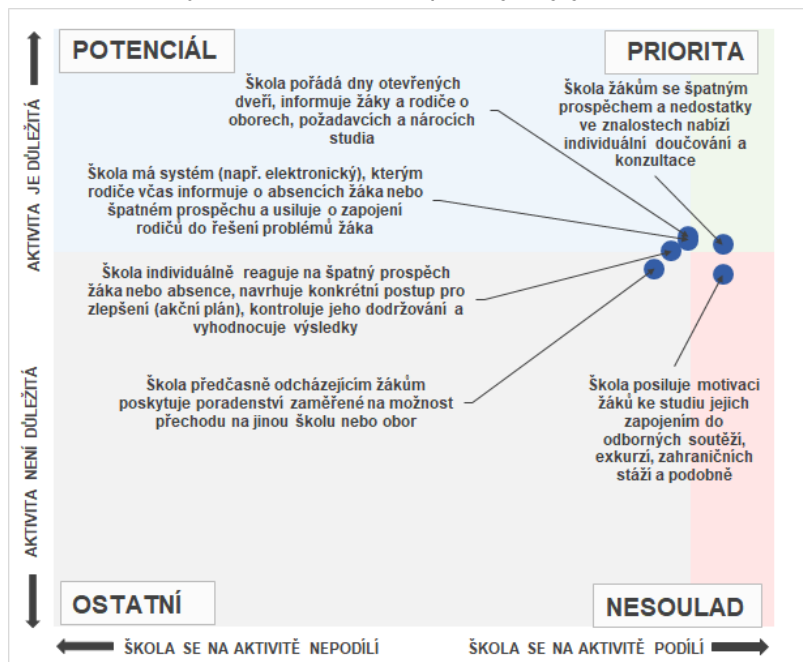 POTENCIÁL
PRIORITA
Škola pořádá dny otevřených
dveří, informuje žáky a rodiče o
oborech, požadavcích a nárocích
studia
Škola žákům se špatným
prospěchem a nedostatky
ve znalostech nabízí
individuální doučování a
konzultace
Škola má systém (např. elektronický), kterým
rodiče včas informuje o absencích žáka nebo
špatném prospěchu a usiluje o zapojení
rodičů do řešení problémů žáka
Škola individuálně reaguje na špatný prospěch
žáka nebo absence, navrhuje konkrétní postup pro
zlepšení (akční plán), kontroluje jeho dodržování a
vyhodnocuje výsledky
Škola předčasně odcházejícím žákům
poskytuje poradenství zaměřené na možnost
přechodu na jinou školu nebo obor
Škola posiluje motivaci
žáků ke studiu jejich
zapojením do
odborných soutěží,
exkurzí, zahraničních
stáží a podobně
OSTATNÍ
NESOULAD
AKTIVITA JE DŮLEŽITÁ
AKTIVITA NENÍ DŮLEŽITÁ
ŠKOLA SE NA AKTIVITĚ NEPODÍLÍ
ŠKOLA SE NA AKTIVITĚ PODÍLÍ